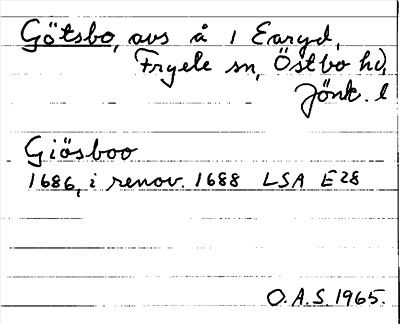 Götsbo, avs å 1 Earyd,
Fryele sn, Östbo hd,
Jönk. l
Giösboo
1686, i renov. 1688 LSA E28
O.A.S. 1965.